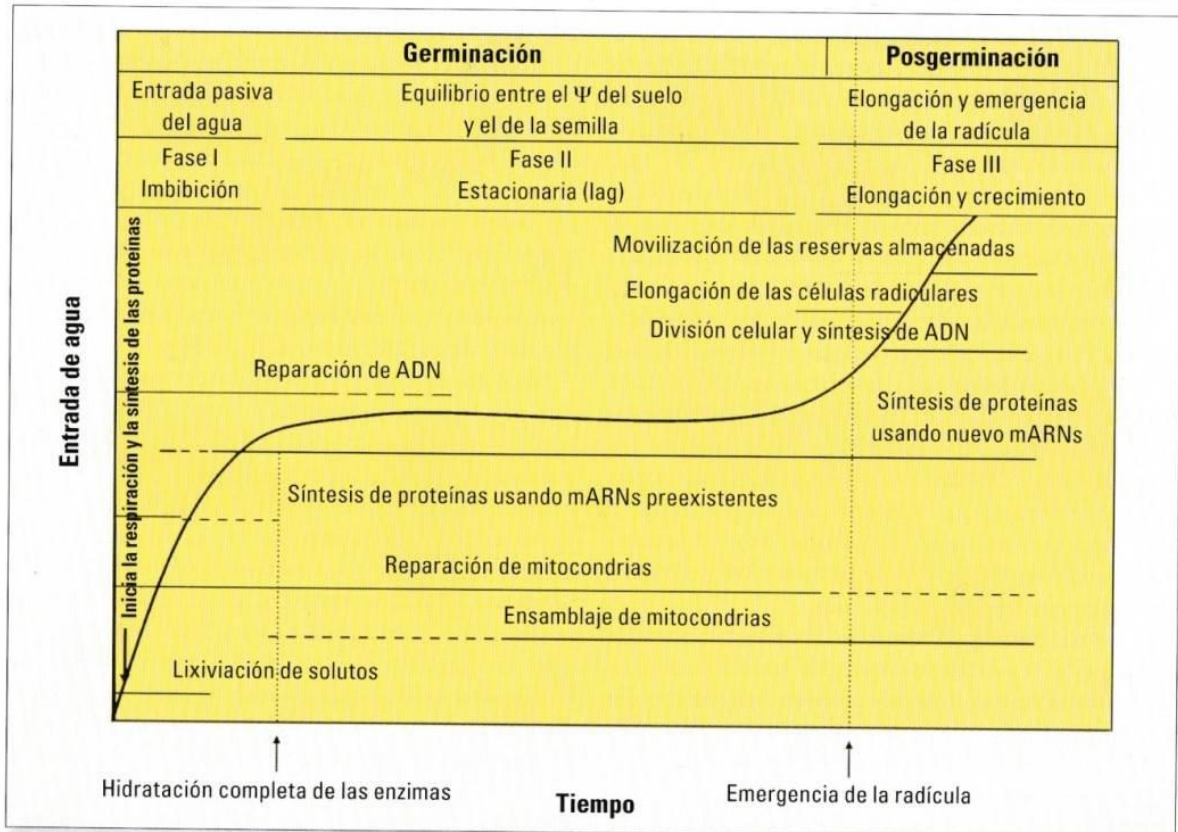 Germinación
Posgerminación
Entrada pasiva
del agua
Equilibrio entre el Ψ del suelo
y el de la semilla
Elongación y emergencia
de la radícula
Fase I
Imbibición
Fase II
Estacionaria (lag)
Fase III
Elongación y crecimiento
Entrada de agua
Inicia la respiración y la síntesis de las proteínas
Movilización de las reservas almacenadas
Elongación de las células radiculares
División celular y síntesis de ADN
Reparación de ADN
Síntesis de proteínas
usando nuevo mARNs
Síntesis de proteínas usando mARNs preexistentes
Reparación de mitocondrias
Ensamblaje de mitocondrias
Lixiviación de solutos
Hidratación completa de las enzimas
Tiempo
Emergencia de la radícula